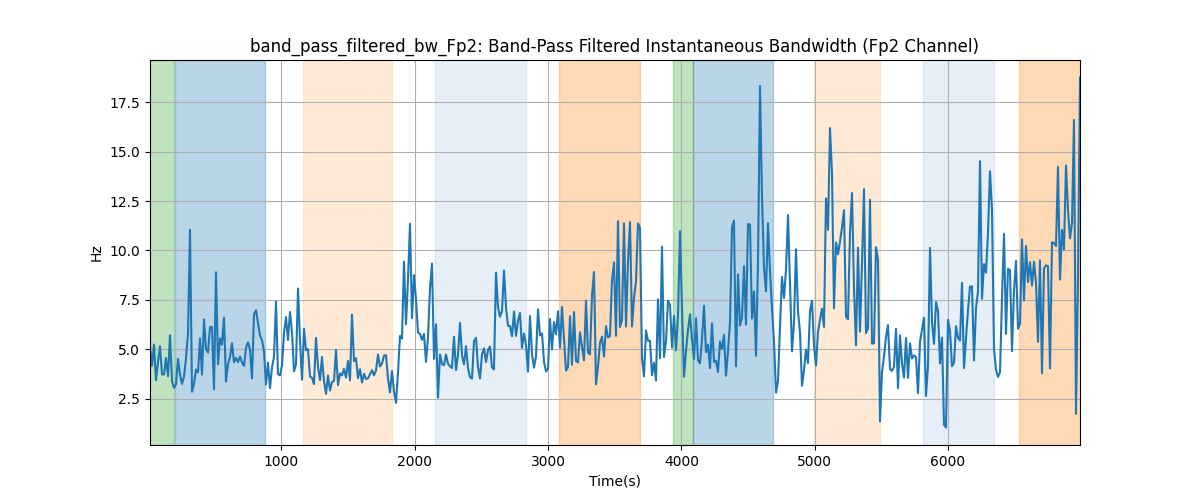 band_pass_filtered_bw_Fp2: Band-Pass Filtered Instantaneous Bandwidth (Fp2 Channel)
17.5
15.0
12.5
10.0
7.5
5.0
2.5
Hz
1000 2000 3000 4000 5000 6000
Time(s)